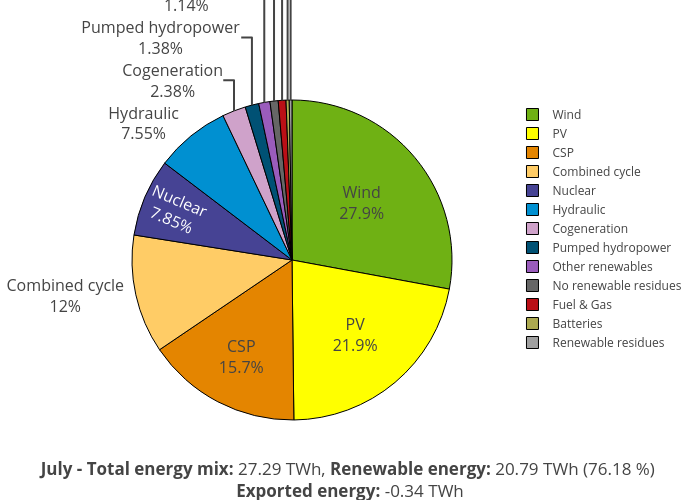 1.14%
Pumped hydropower
1.38%
Cogeneration
2.38%
Hydraulic
7.55%
Nuclear
7.85%
Wind
27.9%
Combined cycle
12%
CSP
15.7%
PV
21.9%
Wind
PV
CSP
Combined cycle
Nuclear
Hydraulic
Cogeneration
Pumped hydropower
Other renewables
No renewable residues
Fuel & Gas
Batteries
Renewable residues
July - Total energy mix: 27.29 TWh, Renewable energy: 20.79 TWh (76.18 %)
Exported energy: -0.34 TWh